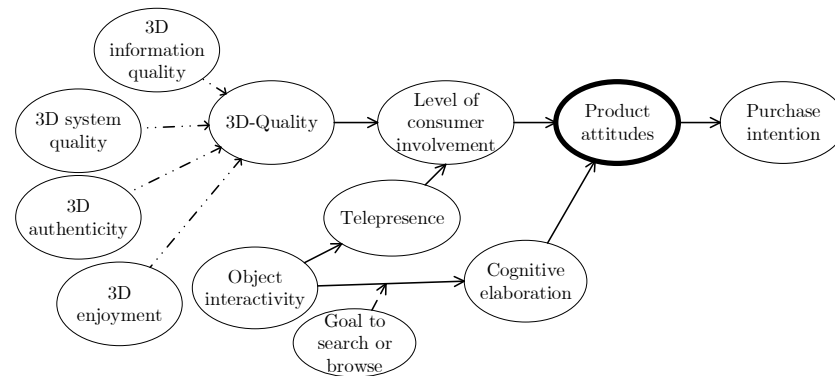 3D
information
quality
3D system
quality
3D
authenticity
3D
enjoyment
3D-Quality
Level of
consumer
involvement
Product
attitudes
Purchase
intention
Telepresence
Object
interactivity
Cognitive
elaboration
Goal to
search or
browse